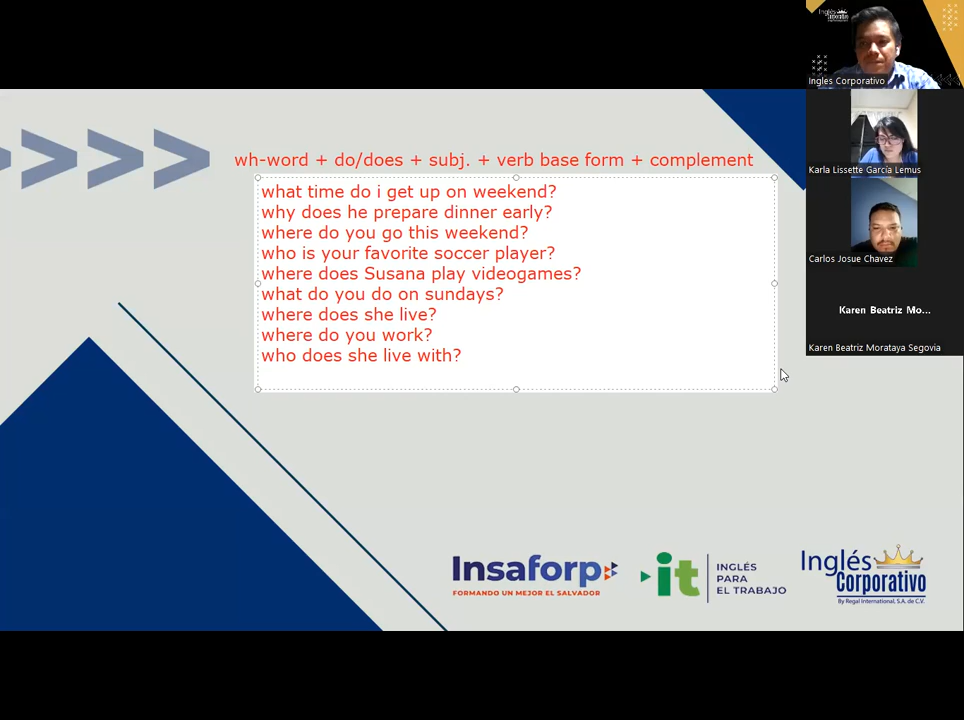 Inglés
Corporativo
Ingles Corporativo
wh-word + do/does + subj. + verb base form + complement
what time do i get up on weekend?
why does he prepare dinner early?
where do you go this weekend?
who is your favorite soccer player?
where does Susana play videogames?
what do you do on sundays?
where does she live?
where do you work?
who does she live with?
Karla Lissette García Lemus
Carlos Josue Chavez
Karen Beatriz Mo...
Karen Beatriz Morataya Segovia
Insaforp
FORMANDO UN MEJOR EL SALVADOR
it
INGLÉS
PARA
EL TRABAJO
Inglés
Corporativo
By Regal International, S.A. de C.V.